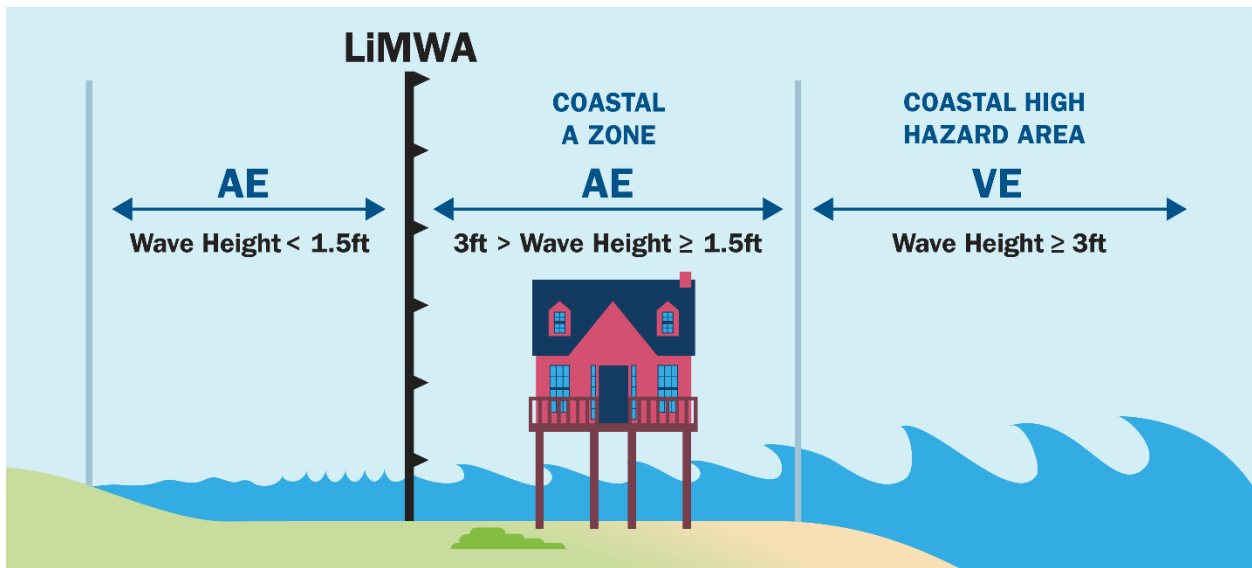 LiMWA
COASTAL
A ZONE
COASTAL HIGH
HAZARD AREA
AE
AE
VE
Wave Height < 1.5ft
3ft > Wave Height ≥ 1.5ft
Wave Height ≥ 3ft